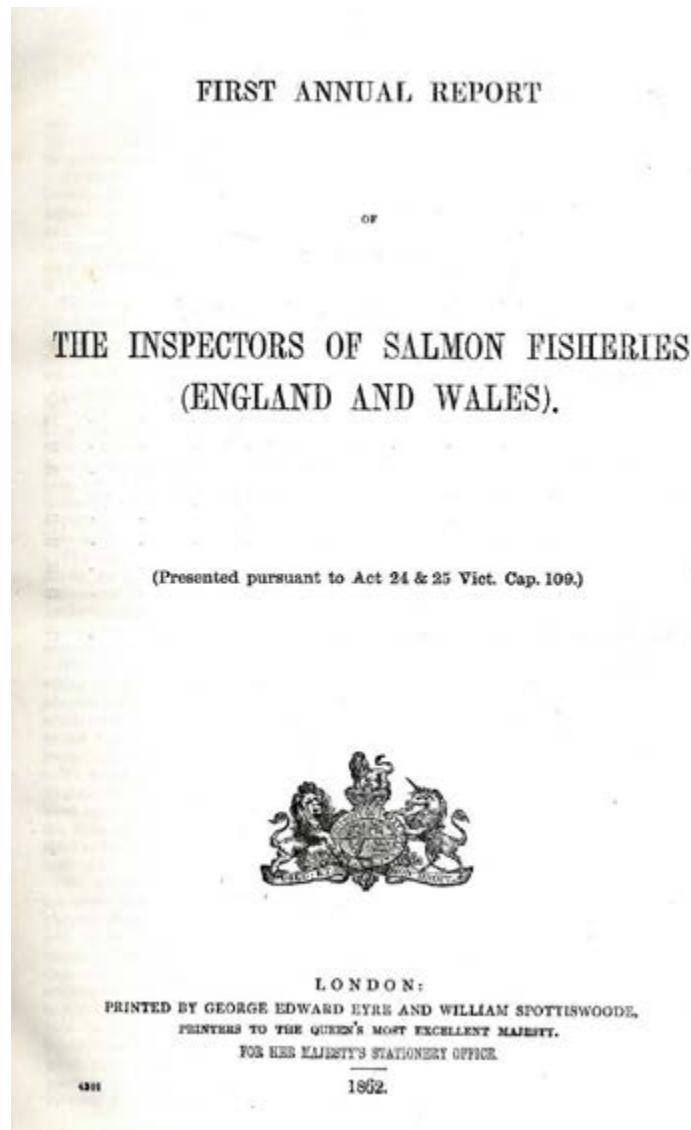 FIRST ANNUAL REPORT
OF
THE INSPECTORS OF SALMON FISHERIES
(ENGLAND AND WALES).
(Presented pursuant to Act 24 & 25 Vict. Cap. 109.)
LONDON:
PRINTED BY GEORGE EDWARD EYRE AND WILLIAM SPOTTISWOODE,
PRINTERS TO THE QUEEN'S MOST EXCELLENT MAJESTY.
FOR HER MAJESTY'S STATIONERY OFFICE.
1862.